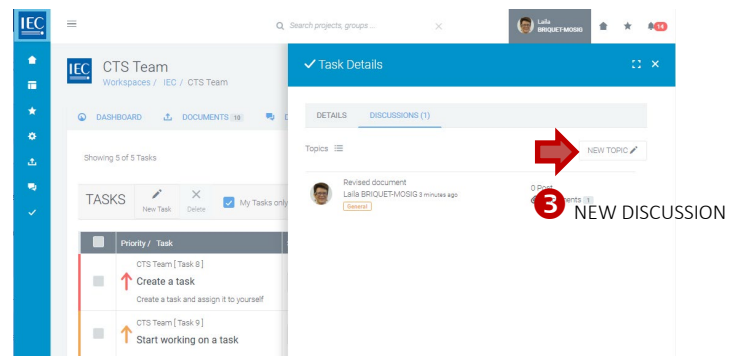 IEC
Search projects, groups ...
Laila
BRIQUET-MOSIG
14
IEC
CTS Team
Workspaces / IEC / CTS Team
DASHBOARD
DOCUMENTS 10
D
Showing 5 of 5 Tasks
TASKS
New Task
Delete
My Tasks only
Priority / Task
CTS Team [ Task 8 ]
Create a task
Create a task and assign it to yourself
CTS Team [ Task 9 ]
Start working on a task
Task Details
DETAILS
DISCUSSIONS (1)
Topics
NEW TOPIC
Revised document
Laila BRIQUET-MOSIG 3 minutes ago
General
0 Post
1
3 NEW DISCUSSION